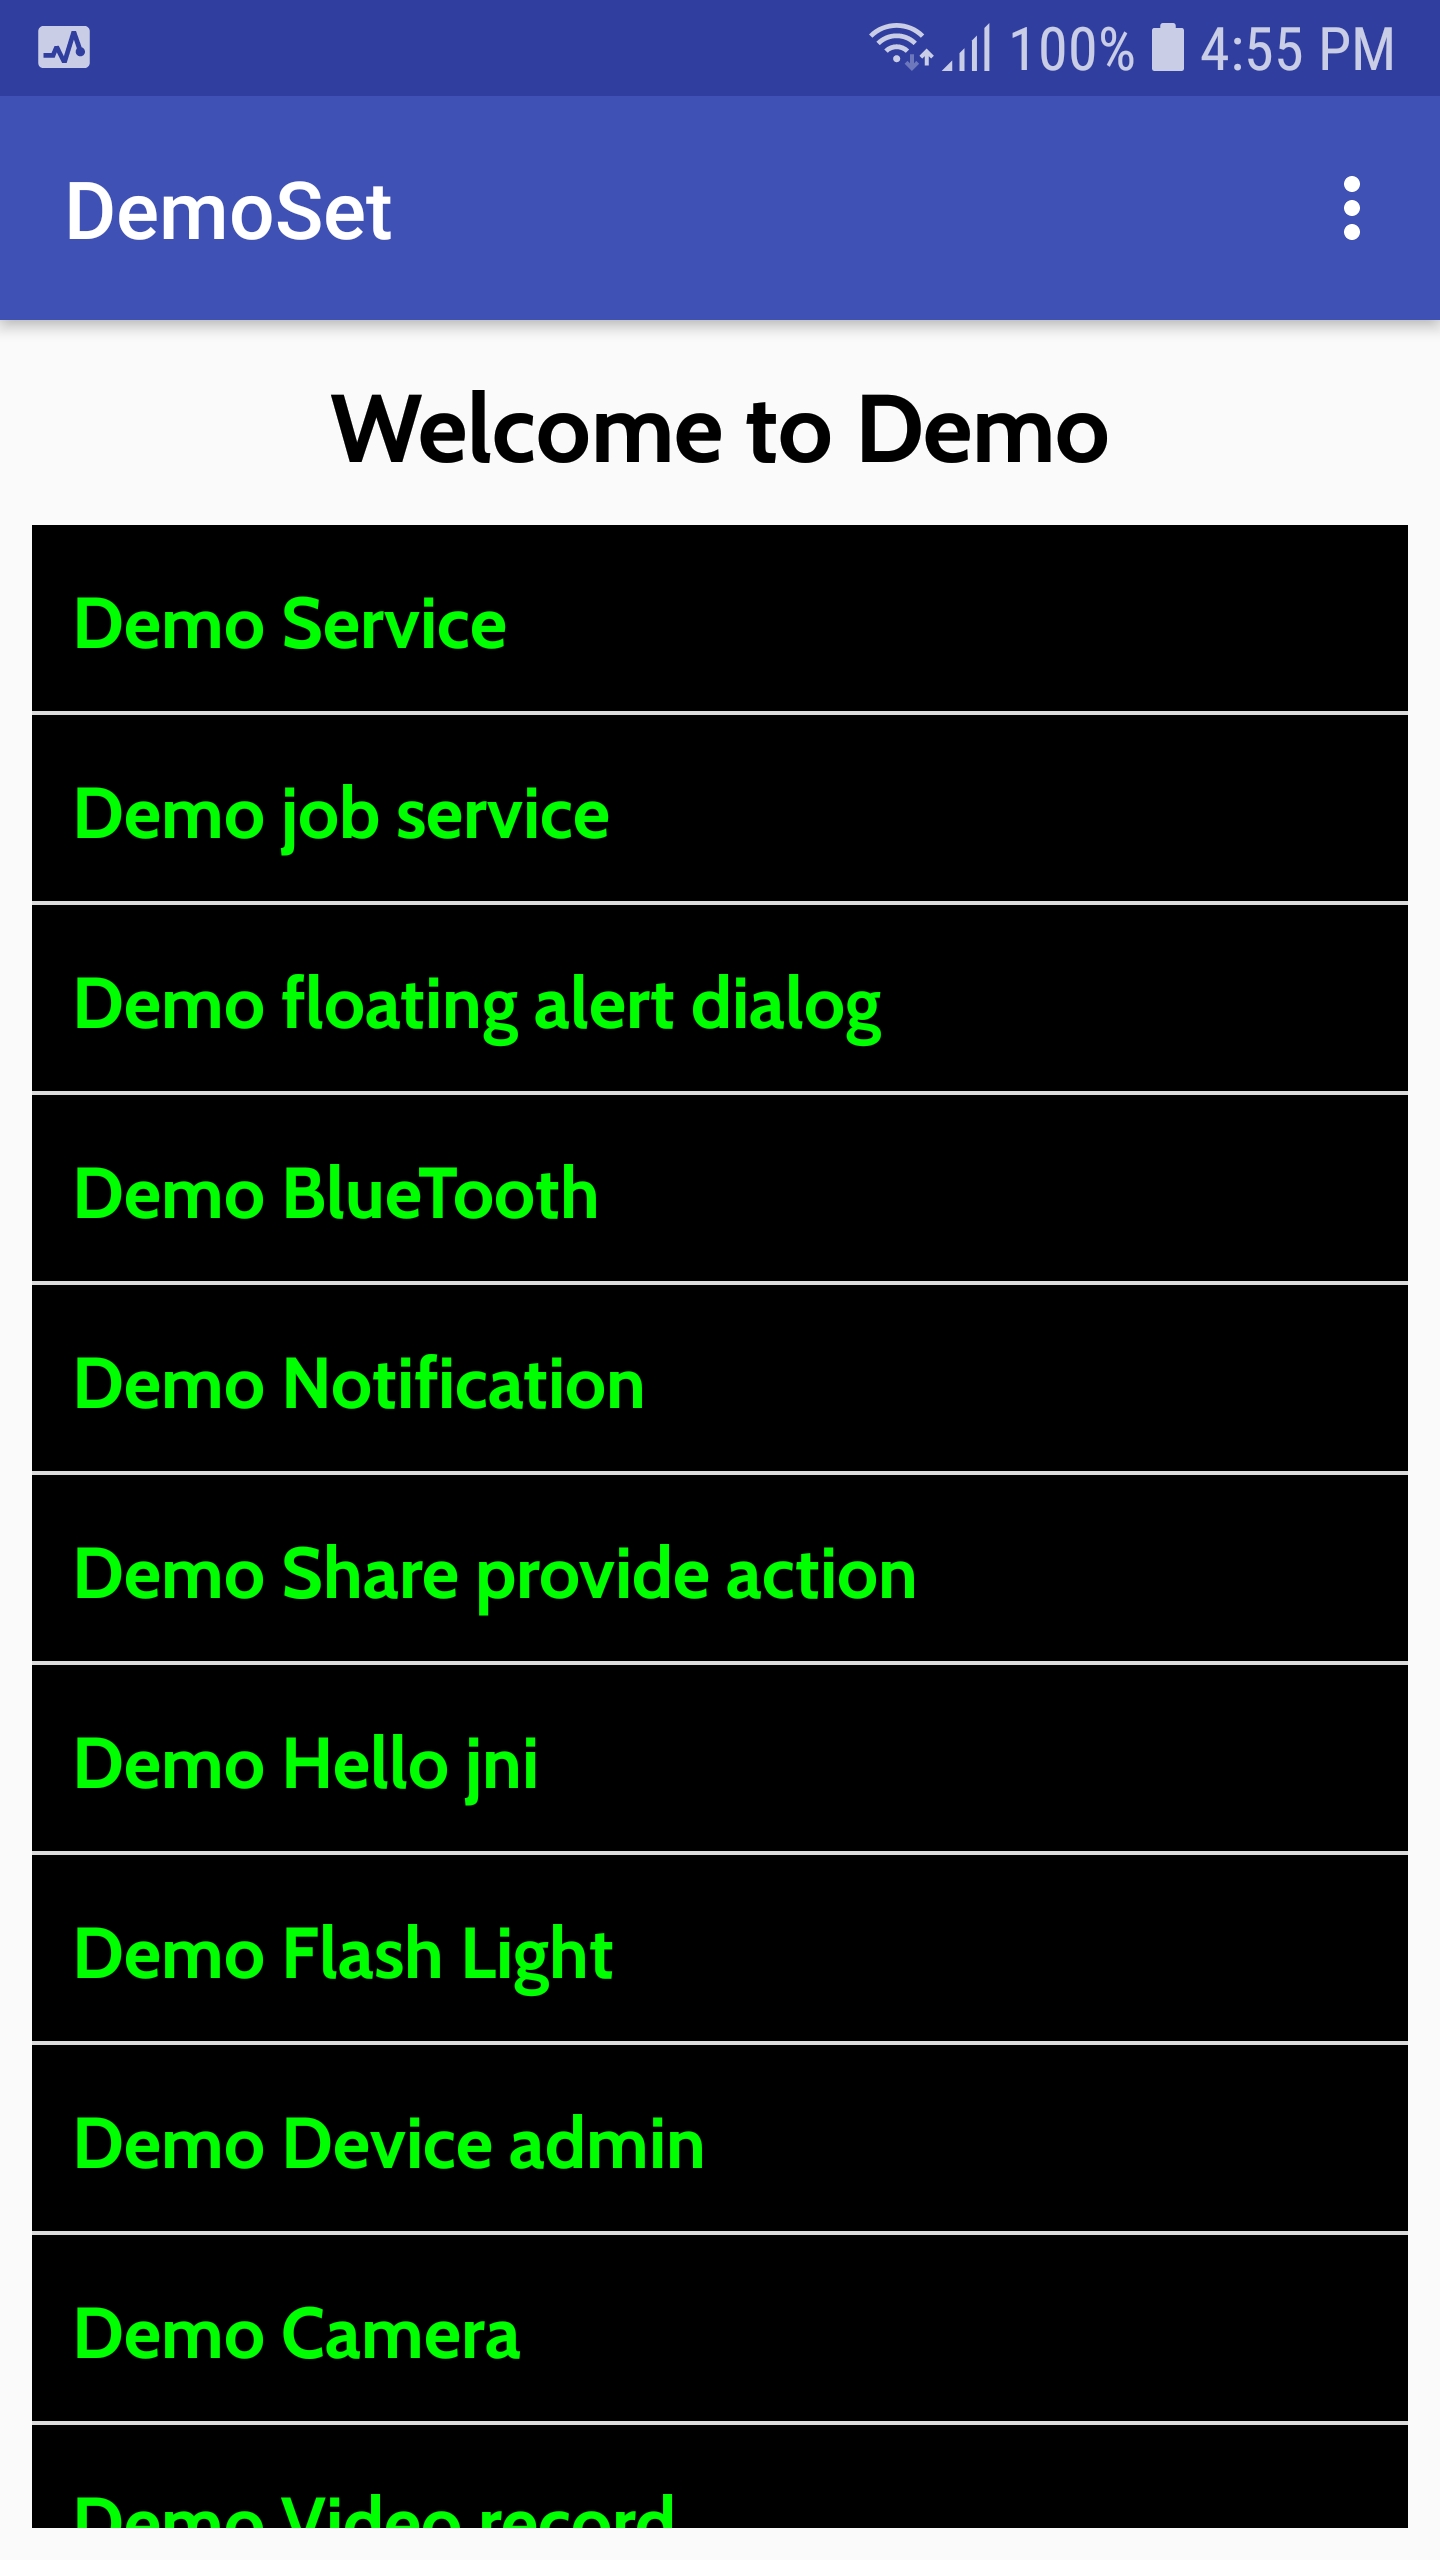 100% 4:55 PM
DemoSet
Welcome to Demo
Demo Service
Demo job service
Demo floating alert dialog
Demo BlueTooth
Demo Notification
Demo Share provide action
Demo Hello jni
Demo Flash Light
Demo Device admin
Demo Camera
Demo Video record